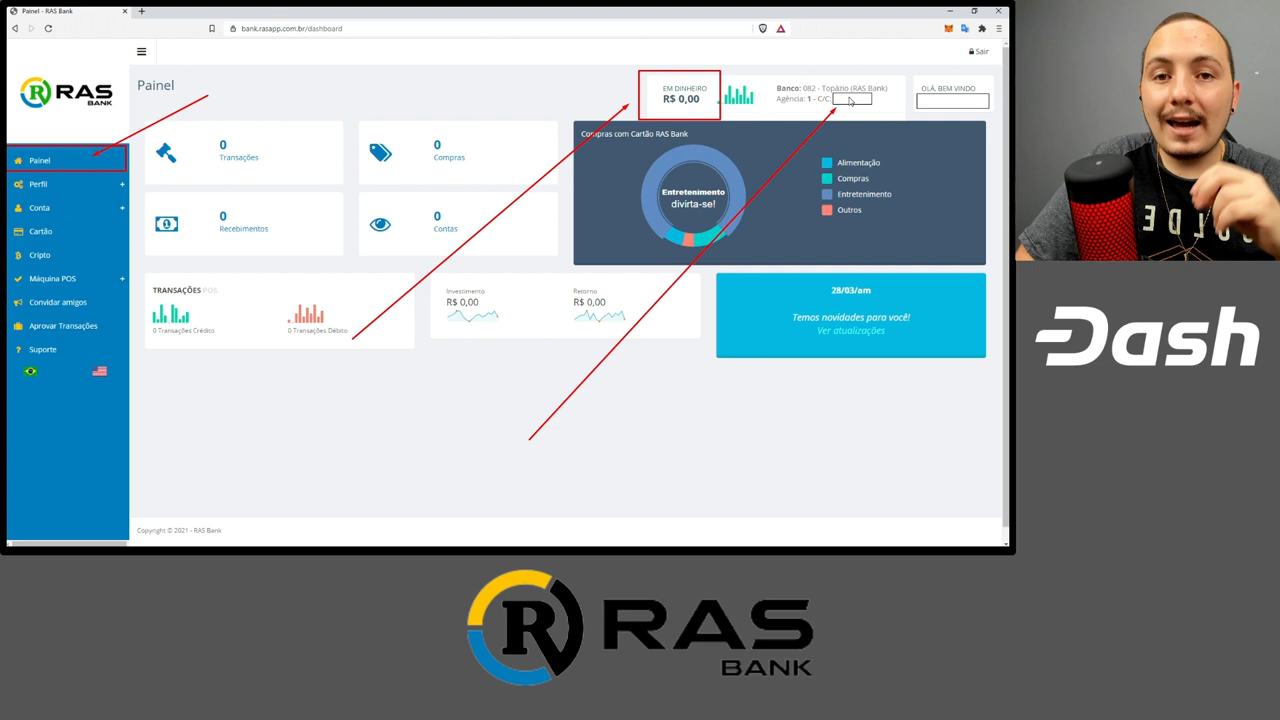 Painel - RAS Bank
bank.rasapp.com.br/dashboard
RAS
BANK
Sair
Painel
EM DINHEIRO
R$ 0,00
Banco: 082 - Topázio (RAS Bank)
Agência: 1 - C/C:
OLÁ, BEM VINDO
Painel
Perfil
Conta
Cartão
Cripto
Máquina POS
Convidar amigos
Aprovar Transações
Suporte
0
Transações
0
Compras
0
Recebimentos
0
Contas
Compras com Cartão RAS Bank
Entretenimento
divirta-se!
Alimentação
Compras
Entretenimento
Outros
TRANSAÇÕES POS
0 Transações Crédito
0 Transações Débito
Investimento
R$ 0,00
Retorno
R$ 0,00
28/03/am
Temos novidades para você!
Ver atualizações
Copyright © 2021 - RAS Bank
Dash
R RAS
BANK